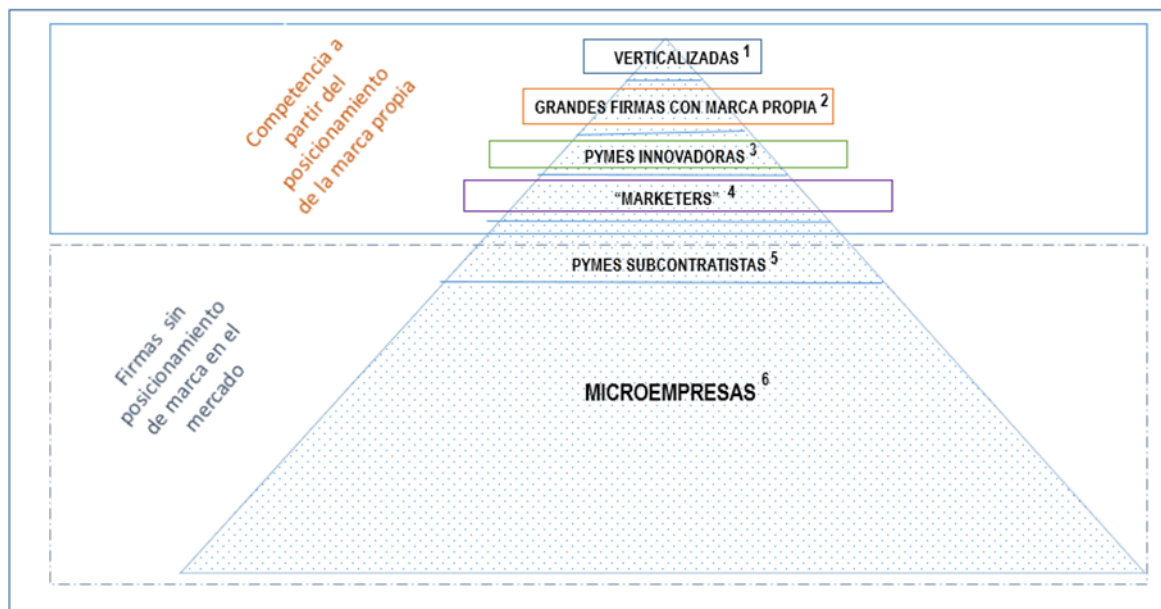 Competencia a
partir del
posicionamiento
de la marca propia
VERTICALIZADAS 1
GRANDES FIRMAS CON MARCA PROPIA 2
PYMES INNOVADORAS 3
“MARKETERS” 4
PYMES SUBCONTRATISTAS 5
Firmas sin
posicionamiento
de marca en el
mercado
MICROEMPRESAS 6